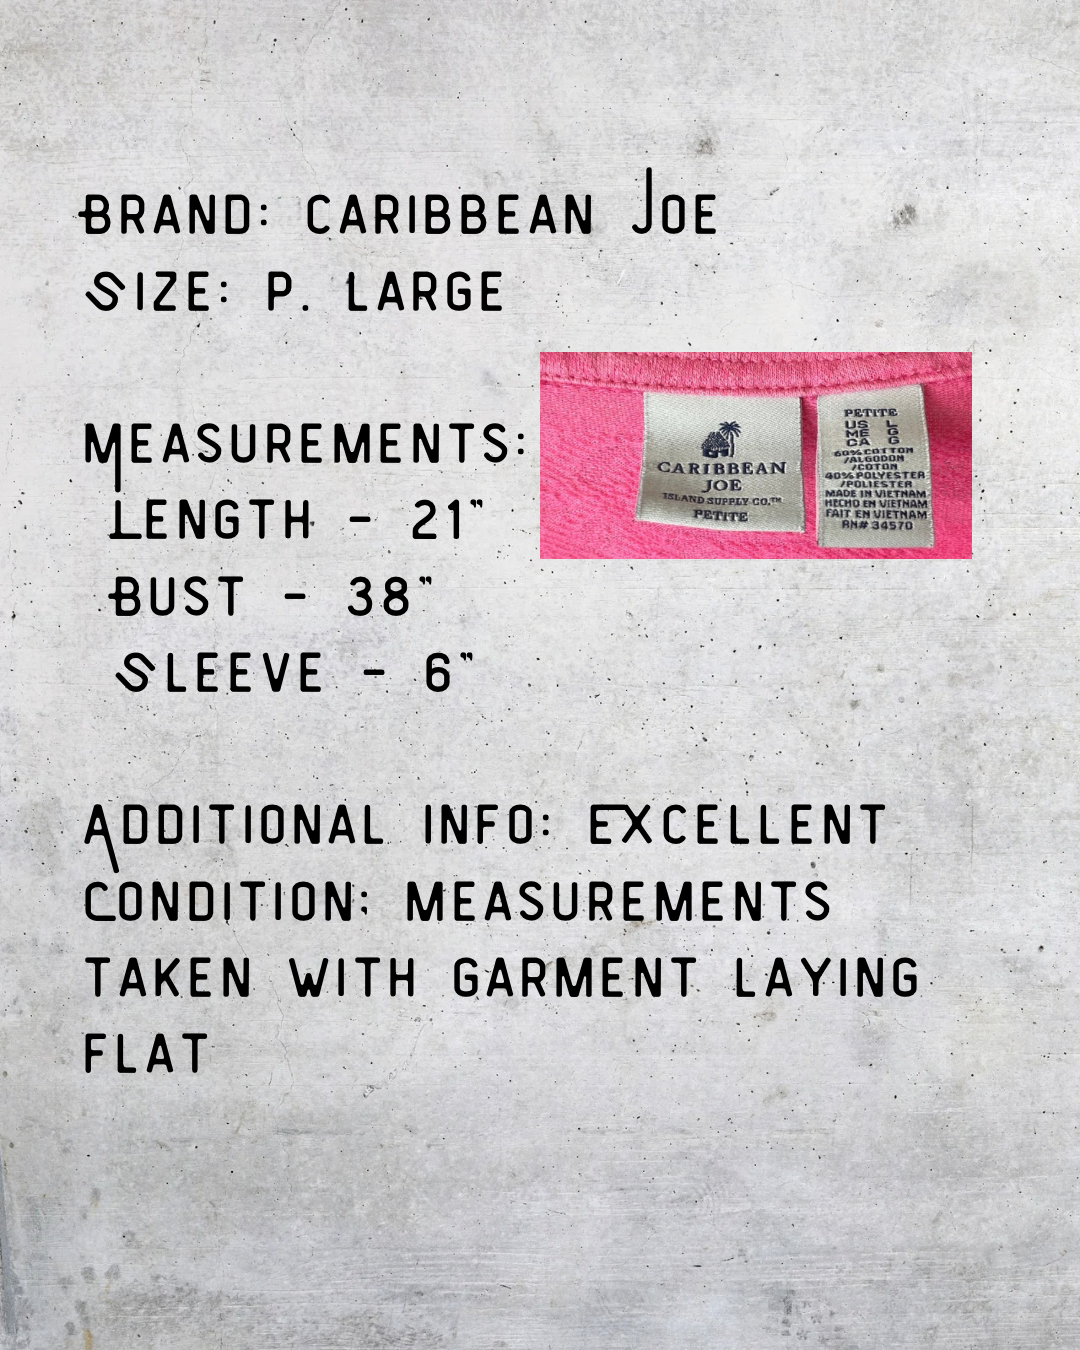 BRAND: CARIBBEAN JOE
SIZE: P. LARGE
MEASUREMENTS:
LENGTH - 21"
BUST - 38"
SLEEVE - 6"
CARIBBEAN
JOE
ISLAND SUPPLY CO.™
PETITE
PETITE
US L
ME G
CA G
60% COTTON
/ALGODON
/COTON
40% POLYESTER
/POLIESTER
MADE IN VIETNAM
HECHO EN VIETNAM
FAIT EN VIETNAM
RN# 34570
ADDITIONAL INFO: EXCELLENT
CONDITION; MEASUREMENTS
TAKEN WITH GARMENT LAYING
FLAT